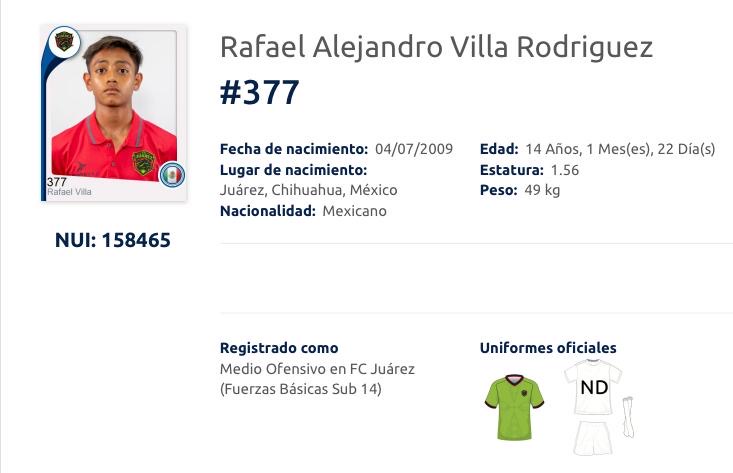 Rafael Alejandro Villa Rodriguez
#377
377
Rafael Villa
NUI: 158465
Fecha de nacimiento: 04/07/2009
Lugar de nacimiento:
Juárez, Chihuahua, México
Nacionalidad: Mexicano
Edad: 14 Años, 1 Mes(es), 22 Día(s)
Estatura: 1.56
Peso: 49 kg
Registrado como
Medio Ofensivo en FC Juárez
(Fuerzas Básicas Sub 14)
Uniformes oficiales
ND